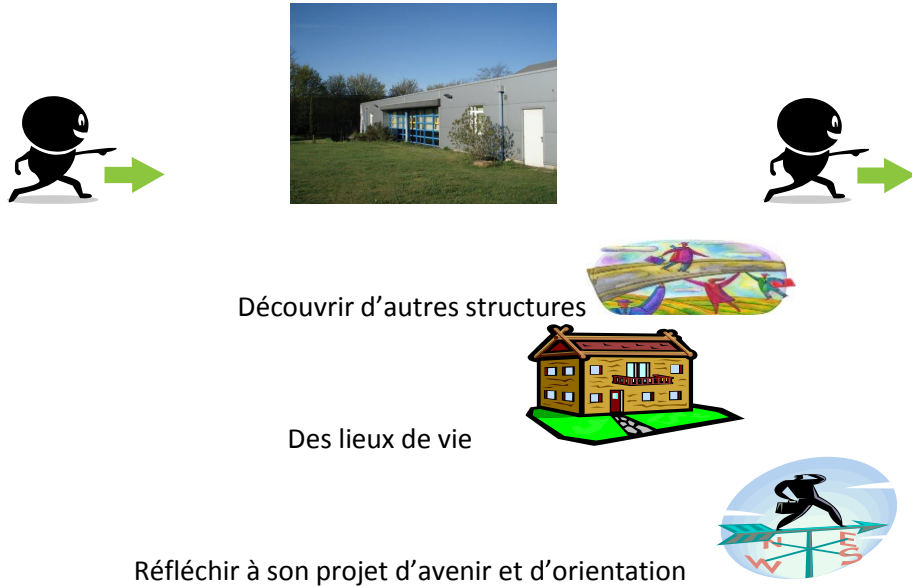 Découvrir d’autres structures
Des lieux de vie
Réfléchir à son projet d’avenir et d’orientation
N
E
W
S